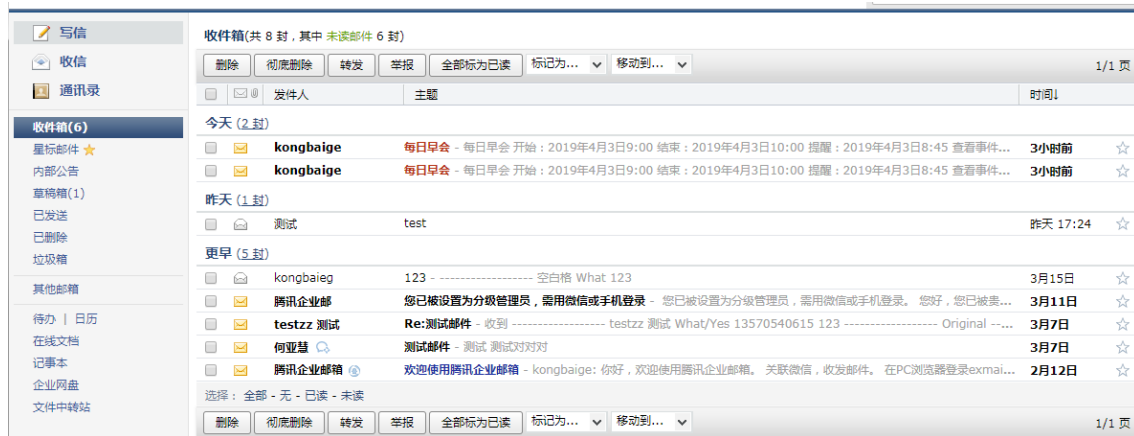 写信
收信
通讯录
收件箱(6)
星标邮件
内部公告
草稿箱(1)
已发送
已删除
垃圾箱
其他邮箱
待办 | 日历
在线文档
记事本
企业网盘
文件中转站
收件箱(共 8 封，其中 未读邮件 6 封)
删除 彻底删除 转发 举报 全部标为已读 标记为... 移动到... 1/1 页
发件人 主题 时间↓
今天 (2 封)
kongbaige 每日早会 - 每日早会 开始：2019年4月3日9:00 结束：2019年4月3日10:00 提醒：2019年4月3日8:45 查看事件... 3小时前
kongbaige 每日早会 - 每日早会 开始：2019年4月3日9:00 结束：2019年4月3日10:00 提醒：2019年4月3日8:45 查看事件... 3小时前
昨天 (1 封)
测试 test 昨天 17:24
更早 (5 封)
kongbaieg 123 - ------------------ 空白格 What 123 3月15日
腾讯企业邮 您已被设置为分级管理员，需用微信或手机登录 - 您已被设置为分级管理员，需用微信或手机登录。 您好，您已被贵... 3月11日
testzz 测试 Re:测试邮件 - 收到 ------------------ testzz 测试 What/Yes 13570540615 123 ------------------ Original --... 3月7日
何亚慧 测试邮件 - 测试 测试对对对 3月7日
腾讯企业邮箱 欢迎使用腾讯企业邮箱 - kongbaige: 你好，欢迎使用腾讯企业邮箱。 关联微信，收发邮件。 在PC浏览器登录exmai... 2月12日
选择： 全部 - 无 - 已读 - 未读
删除 彻底删除 转发 举报 全部标为已读 标记为... 移动到... 1/1 页